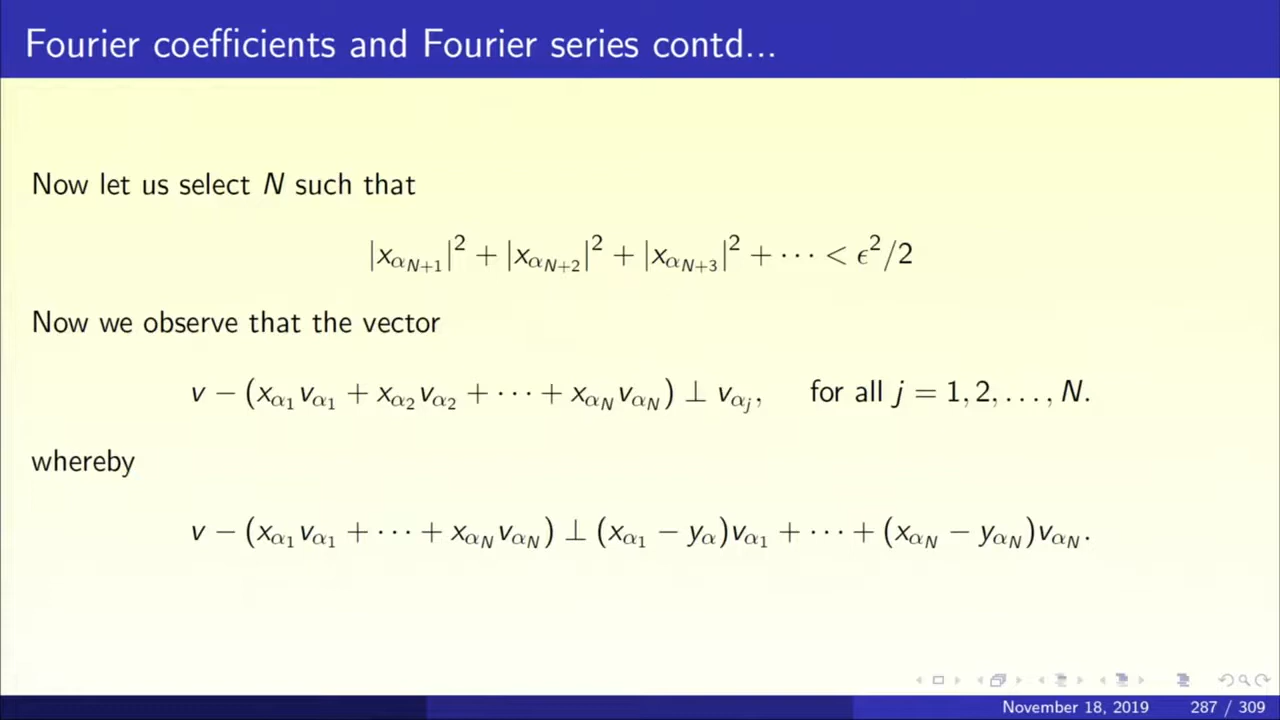 Fourier coefficients and Fourier series contd...
Now let us select N such that
|x_{α_{N+1}}|² + |x_{α_{N+2}}|² + |x_{α_{N+3}}|² + ⋯ < ϵ²/2
Now we observe that the vector
v − (x_{α_1} v_{α_1} + x_{α_2} v_{α_2} + ⋯ + x_{α_N} v_{α_N}) ⊥ v_{α_j}, for all j = 1, 2, …, N.
whereby
v − (x_{α_1} v_{α_1} + ⋯ + x_{α_N} v_{α_N}) ⊥ (x_{α_1} − y_α)v_{α_1} + ⋯ + (x_{α_N} − y_{α_N})v_{α_N}.
November 18, 2019 287 / 309